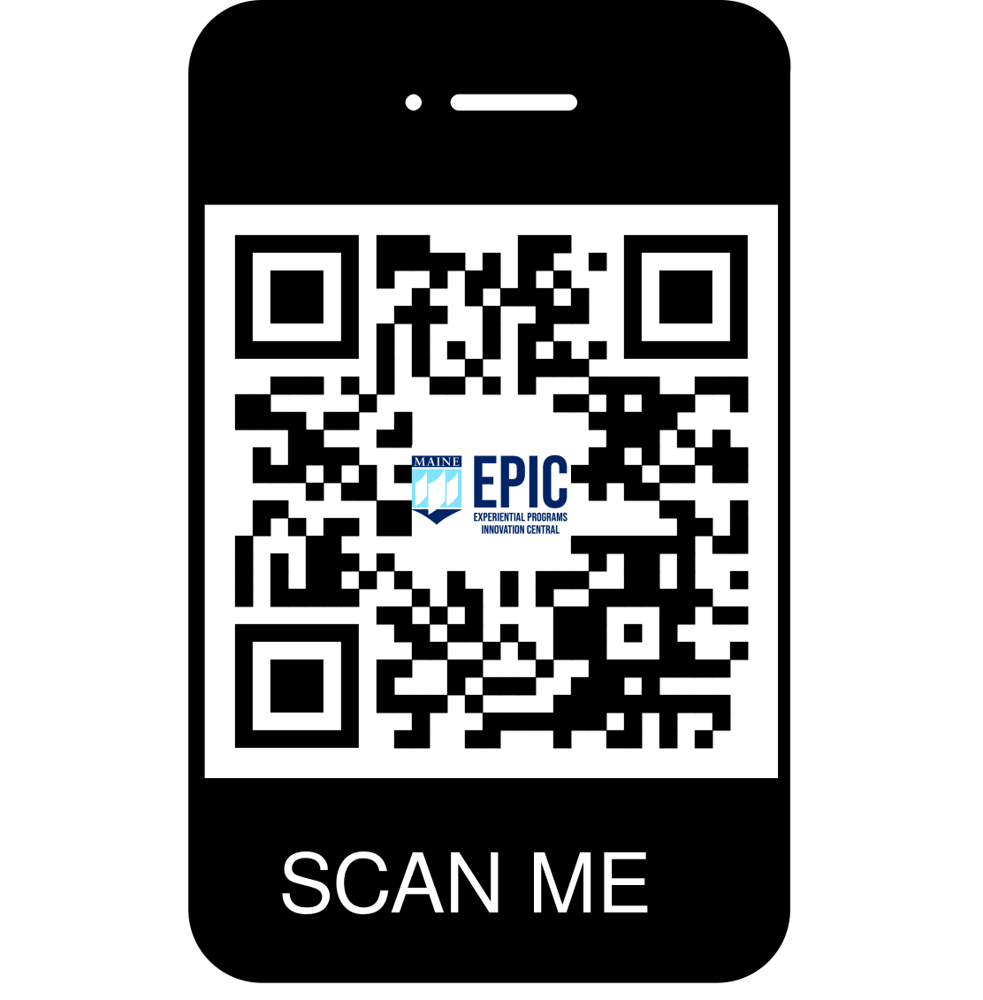 MAINE
EPIC
EXPERIENTIAL PROGRAMS
INNOVATION CENTRAL
SCAN ME